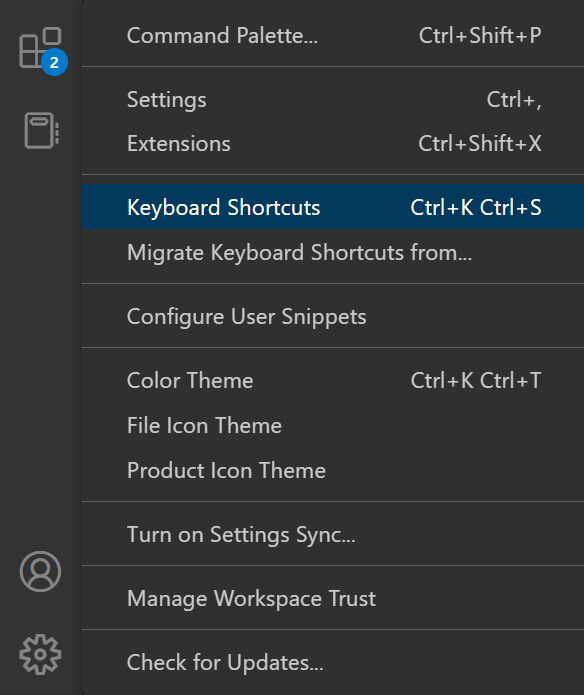 Command Palette... Ctrl+Shift+P
Settings Ctrl+,
Extensions Ctrl+Shift+X
2
Keyboard Shortcuts Ctrl+K Ctrl+S
Migrate Keyboard Shortcuts from...
Configure User Snippets
Color Theme Ctrl+K Ctrl+T
File Icon Theme
Product Icon Theme
Turn on Settings Sync...
Manage Workspace Trust
Check for Updates...